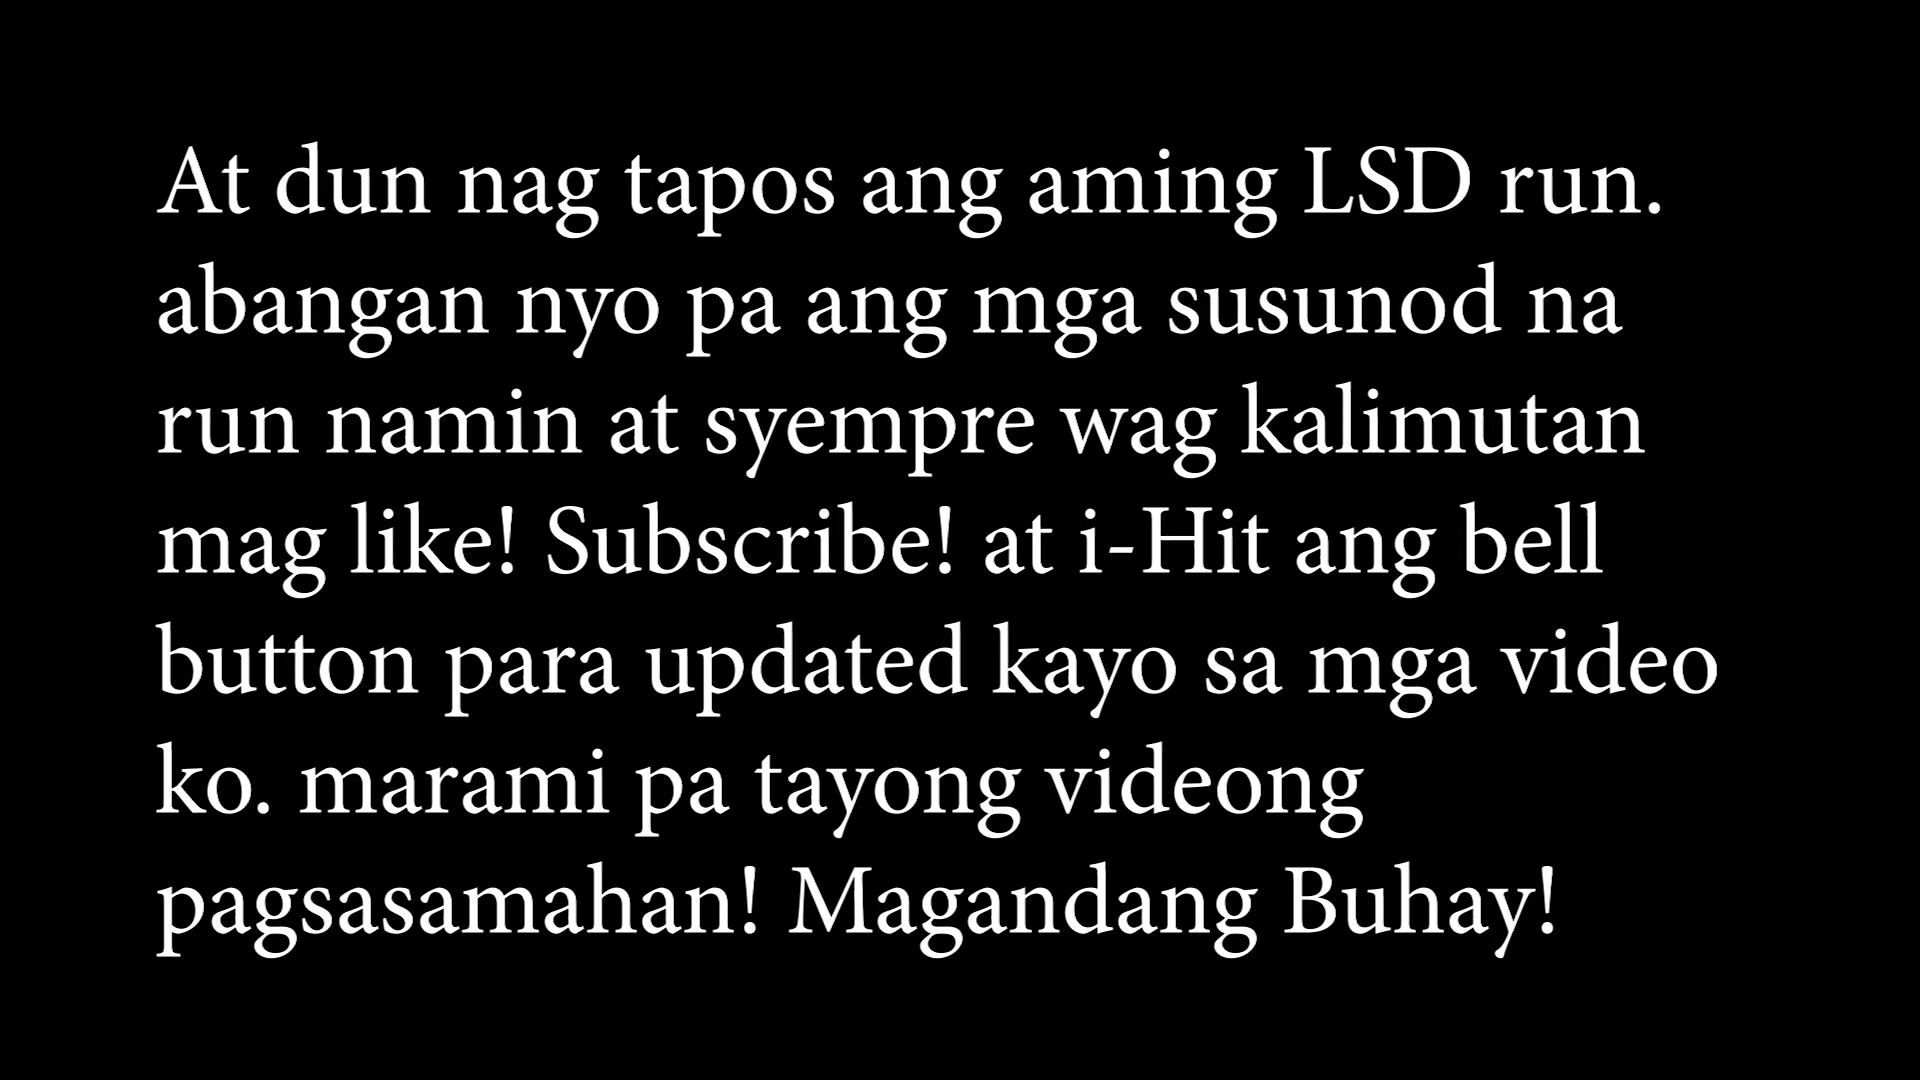 At dun nag tapos ang aming LSD run.
abangan nyo pa ang mga susunod na
run namin at syempre wag kalimutan
mag like! Subscribe! at i-Hit ang bell
button para updated kayo sa mga video
ko. marami pa tayong videong
pagsasamahan! Magandang Buhay!